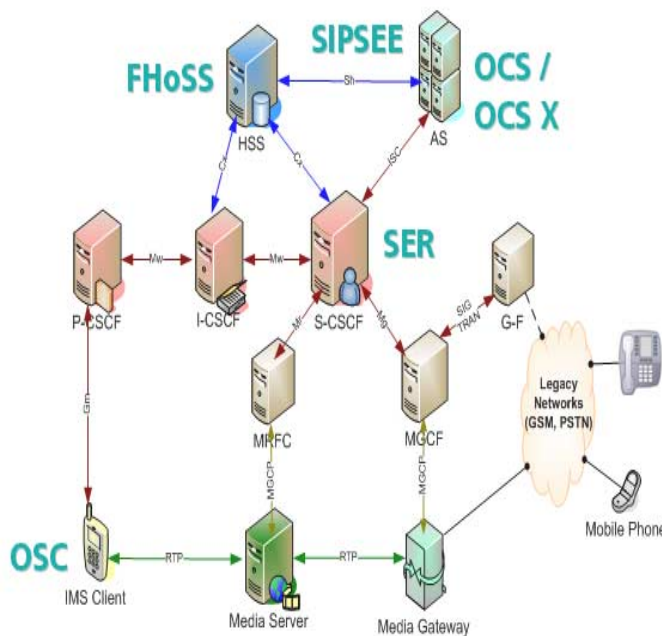 SIPSEE
FHoSS
OCS /
OCS X
Sh
HSS
AS
Cx
Cx
ISC
SER
Mw
Mw
P-CSCF
I-CSCF
S-CSCF
SIG
TRAN
G-F
Mr
Mg
Legacy
Networks
(GSM, PSTN)
Gm
MRFC
MGCF
MGCP
MGCP
Mobile Phone
OSC
RTP
RTP
IMS Client
Media Server
Media Gateway